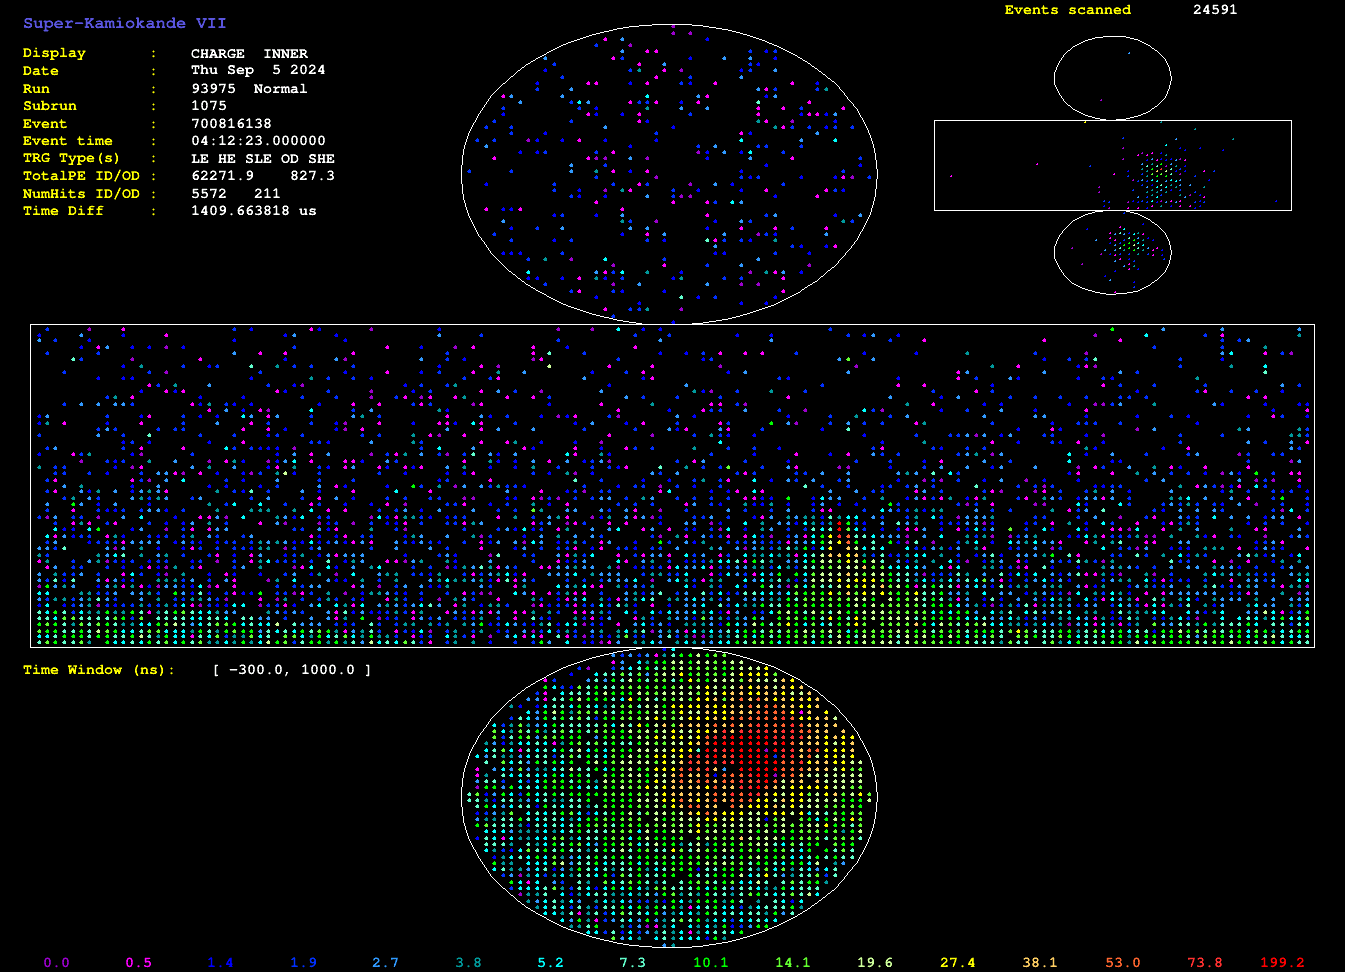 Super-Kamiokande VII
Events scanned 24591
Display : CHARGE INNER
Date : Thu Sep 5 2024
Run : 93975 Normal
Subrun : 1075
Event : 700816138
Event time : 04:12:23.000000
TRG Type(s) : LE HE SLE OD SHE
TotalPE ID/OD : 62271.9 827.3
NumHits ID/OD : 5572 211
Time Diff : 1409.663818 us
Time Window (ns): [ -300.0, 1000.0 ]
0.0 0.5 1.4 1.9 2.7 3.8 5.2 7.3 10.1 14.1 19.6 27.4 38.1 53.0 73.8 199.2